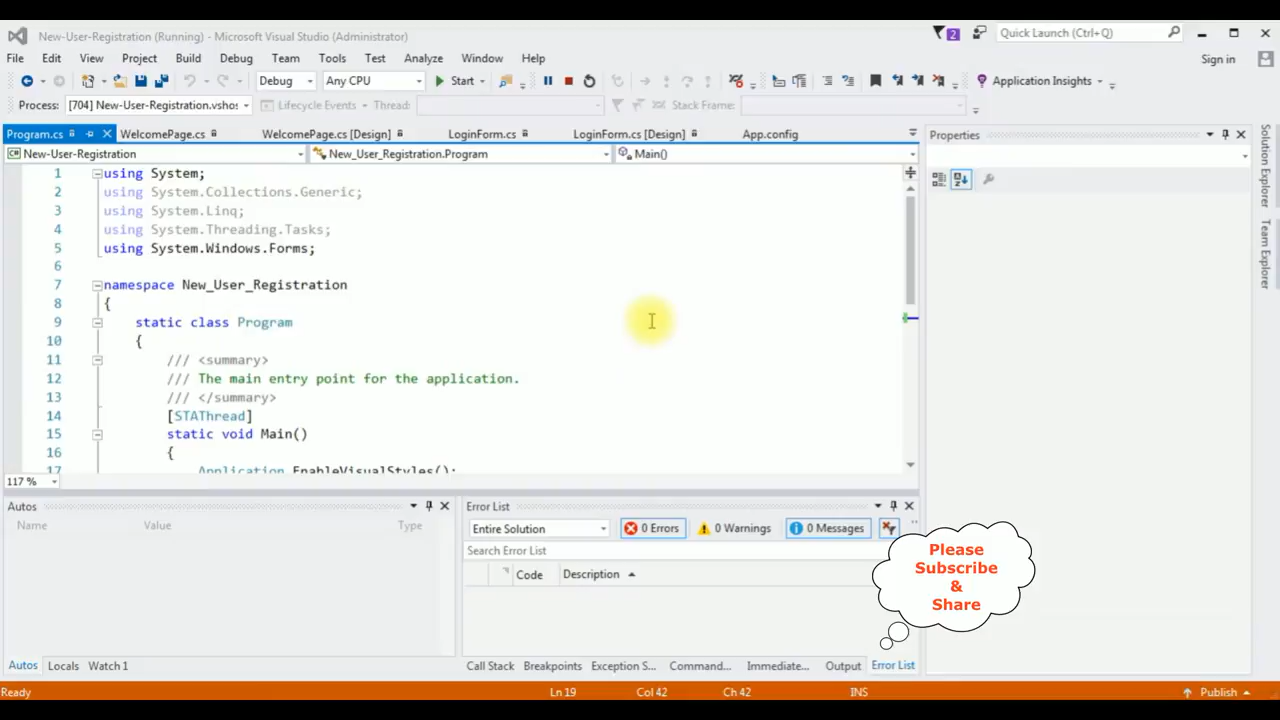 New-User-Registration (Running) - Microsoft Visual Studio (Administrator)
2
Quick Launch (Ctrl+Q)
File Edit View Project Build Debug Team Tools Test Analyze Window Help
Sign in
Debug Any CPU Start Application Insights
Process: [704] New-User-Registration.vshos Lifecycle Events Thread: Stack Frame:
Program.cs WelcomePage.cs WelcomePage.cs [Design] LoginForm.cs LoginForm.cs [Design] App.config
Properties
New-User-Registration New_User_Registration.Program Main()
Solution Explorer
Team Explorer
1 using System;
2 using System.Collections.Generic;
3 using System.Linq;
4 using System.Threading.Tasks;
5 using System.Windows.Forms;
6
7 namespace New_User_Registration
8 {
9 static class Program
10 {
11 /// <summary>
12 /// The main entry point for the application.
13 /// </summary>
14 [STAThread]
15 static void Main()
16 {
17 Application.EnableVisualStyles();
117 %
Autos
Name Value Type
Error List
Entire Solution 0 Errors 0 Warnings 0 Messages
Search Error List
Code Description
Please
Subscribe
&
Share
Autos Locals Watch 1
Call Stack Breakpoints Exception S... Command... Immediate... Output Error List
Ready Ln 19 Col 42 Ch 42 INS Publish